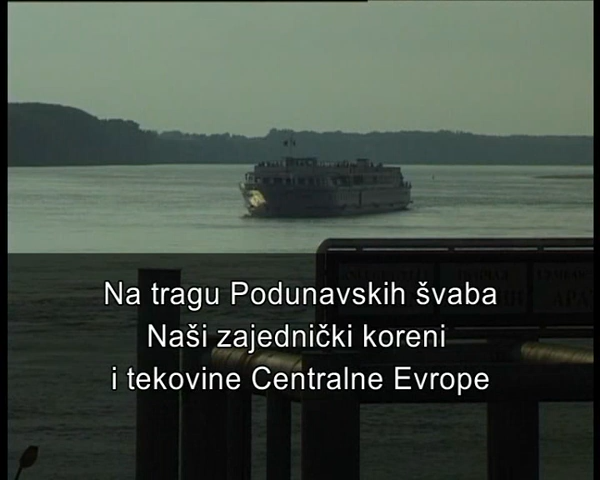 Na tragu Podunavskih švaba
Naši zajednički koreni
i tekovine Centralne Evrope